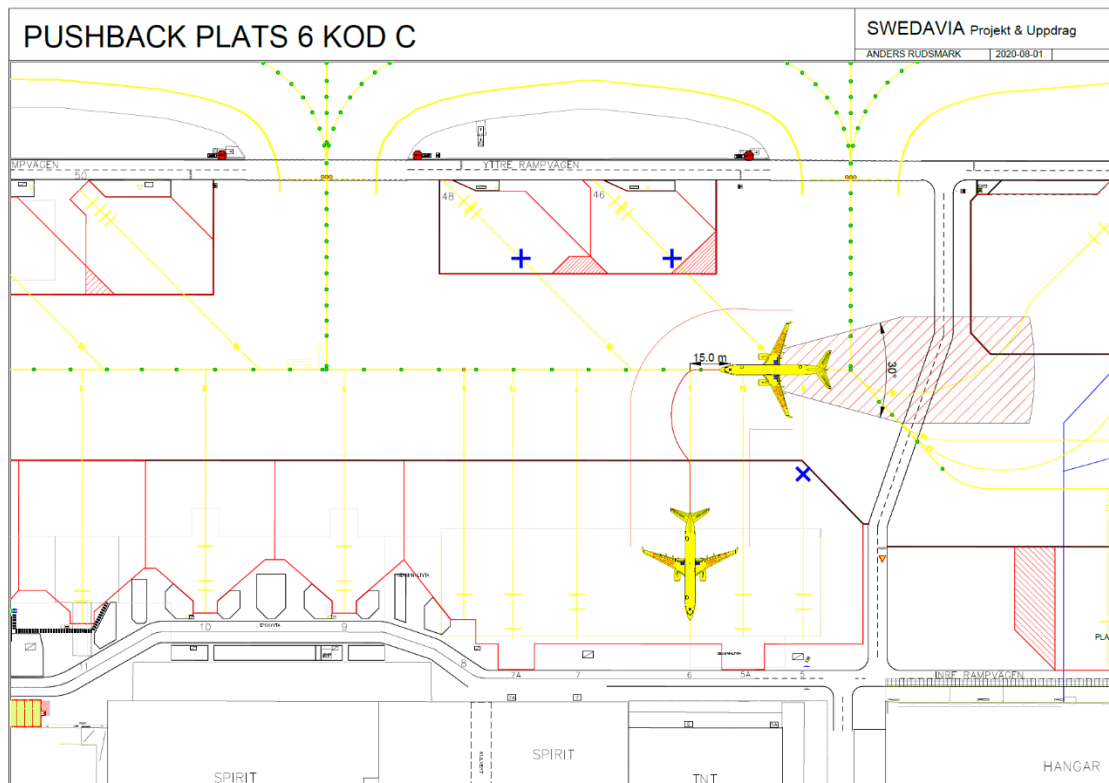 PUSHBACK PLATS 6 KOD C
SWEDAVIA Projekt & Uppdrag
ANDERS RUDSMARK 2020-08-01
MPVÄGEN
YTTRE RAMPVÄGEN
50
48
46
15.0 m
30°
11
10
9
8
7A
7
6
5A
5
PLA
INRE RAMPVÄGEN
SPIRIT
SPIRIT
TNT
HANGAR